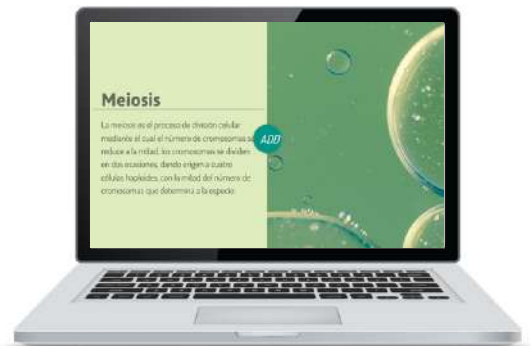 Meiosis
La meiosis es el proceso de división celular
mediante el cual el número de cromosomas se
reduce a la mitad, los cromosomas se dividen
en dos ocasiones, dando origen a cuatro
células haploides, con la mitad del número de
cromosomas que determina a la especie
ADD